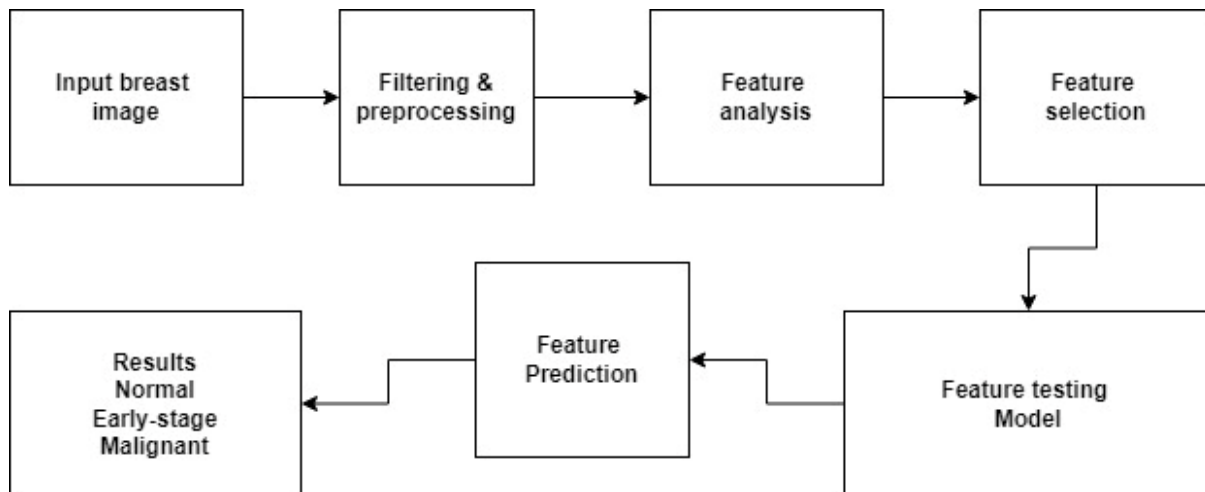 Input breast
image
Filtering &
preprocessing
Feature
analysis
Feature
selection
Feature testing
Model
Feature
Prediction
Results
Normal
Early-stage
Malignant